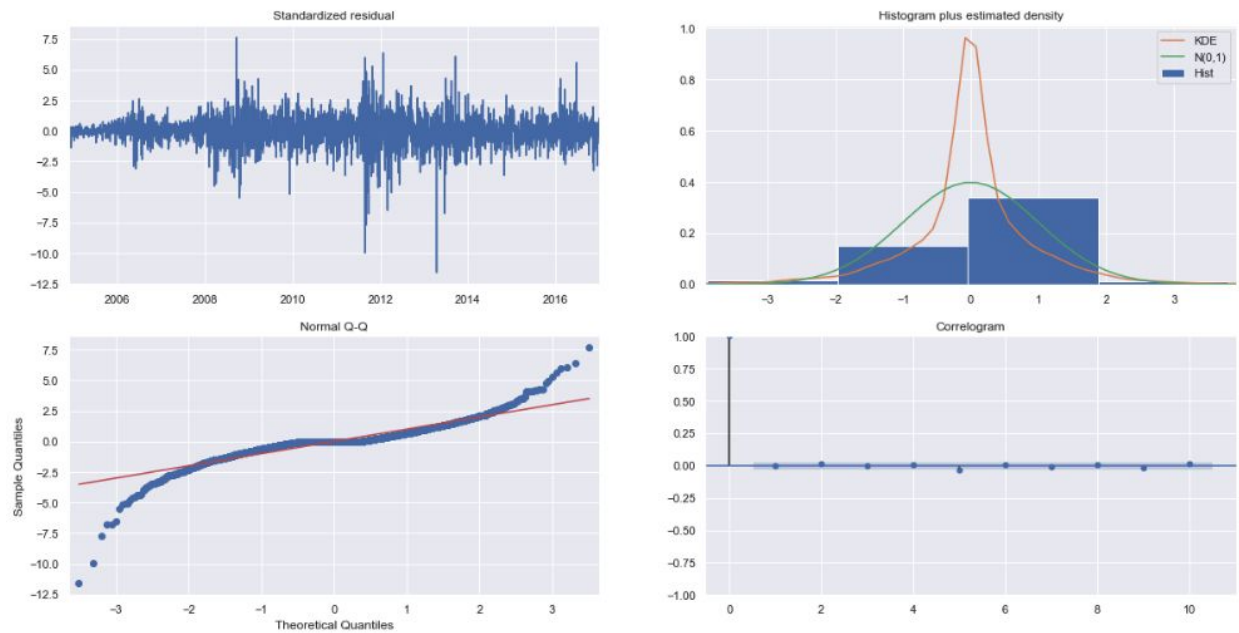 Standardized residual
7.5
5.0
2.5
0.0
−2.5
−5.0
−7.5
−10.0
−12.5
2006 2008 2010 2012 2014 2016
Histogram plus estimated density
1.0
0.8
0.6
0.4
0.2
0.0
KDE
N(0,1)
Hist
−3 −2 −1 0 1 2 3
Normal Q-Q
Sample Quantiles
7.5
5.0
2.5
0.0
−2.5
−5.0
−7.5
−10.0
−12.5
−3 −2 −1 0 1 2 3
Theoretical Quantiles
Correlogram
1.00
0.75
0.50
0.25
0.00
−0.25
−0.50
−0.75
−1.00
0 2 4 6 8 10